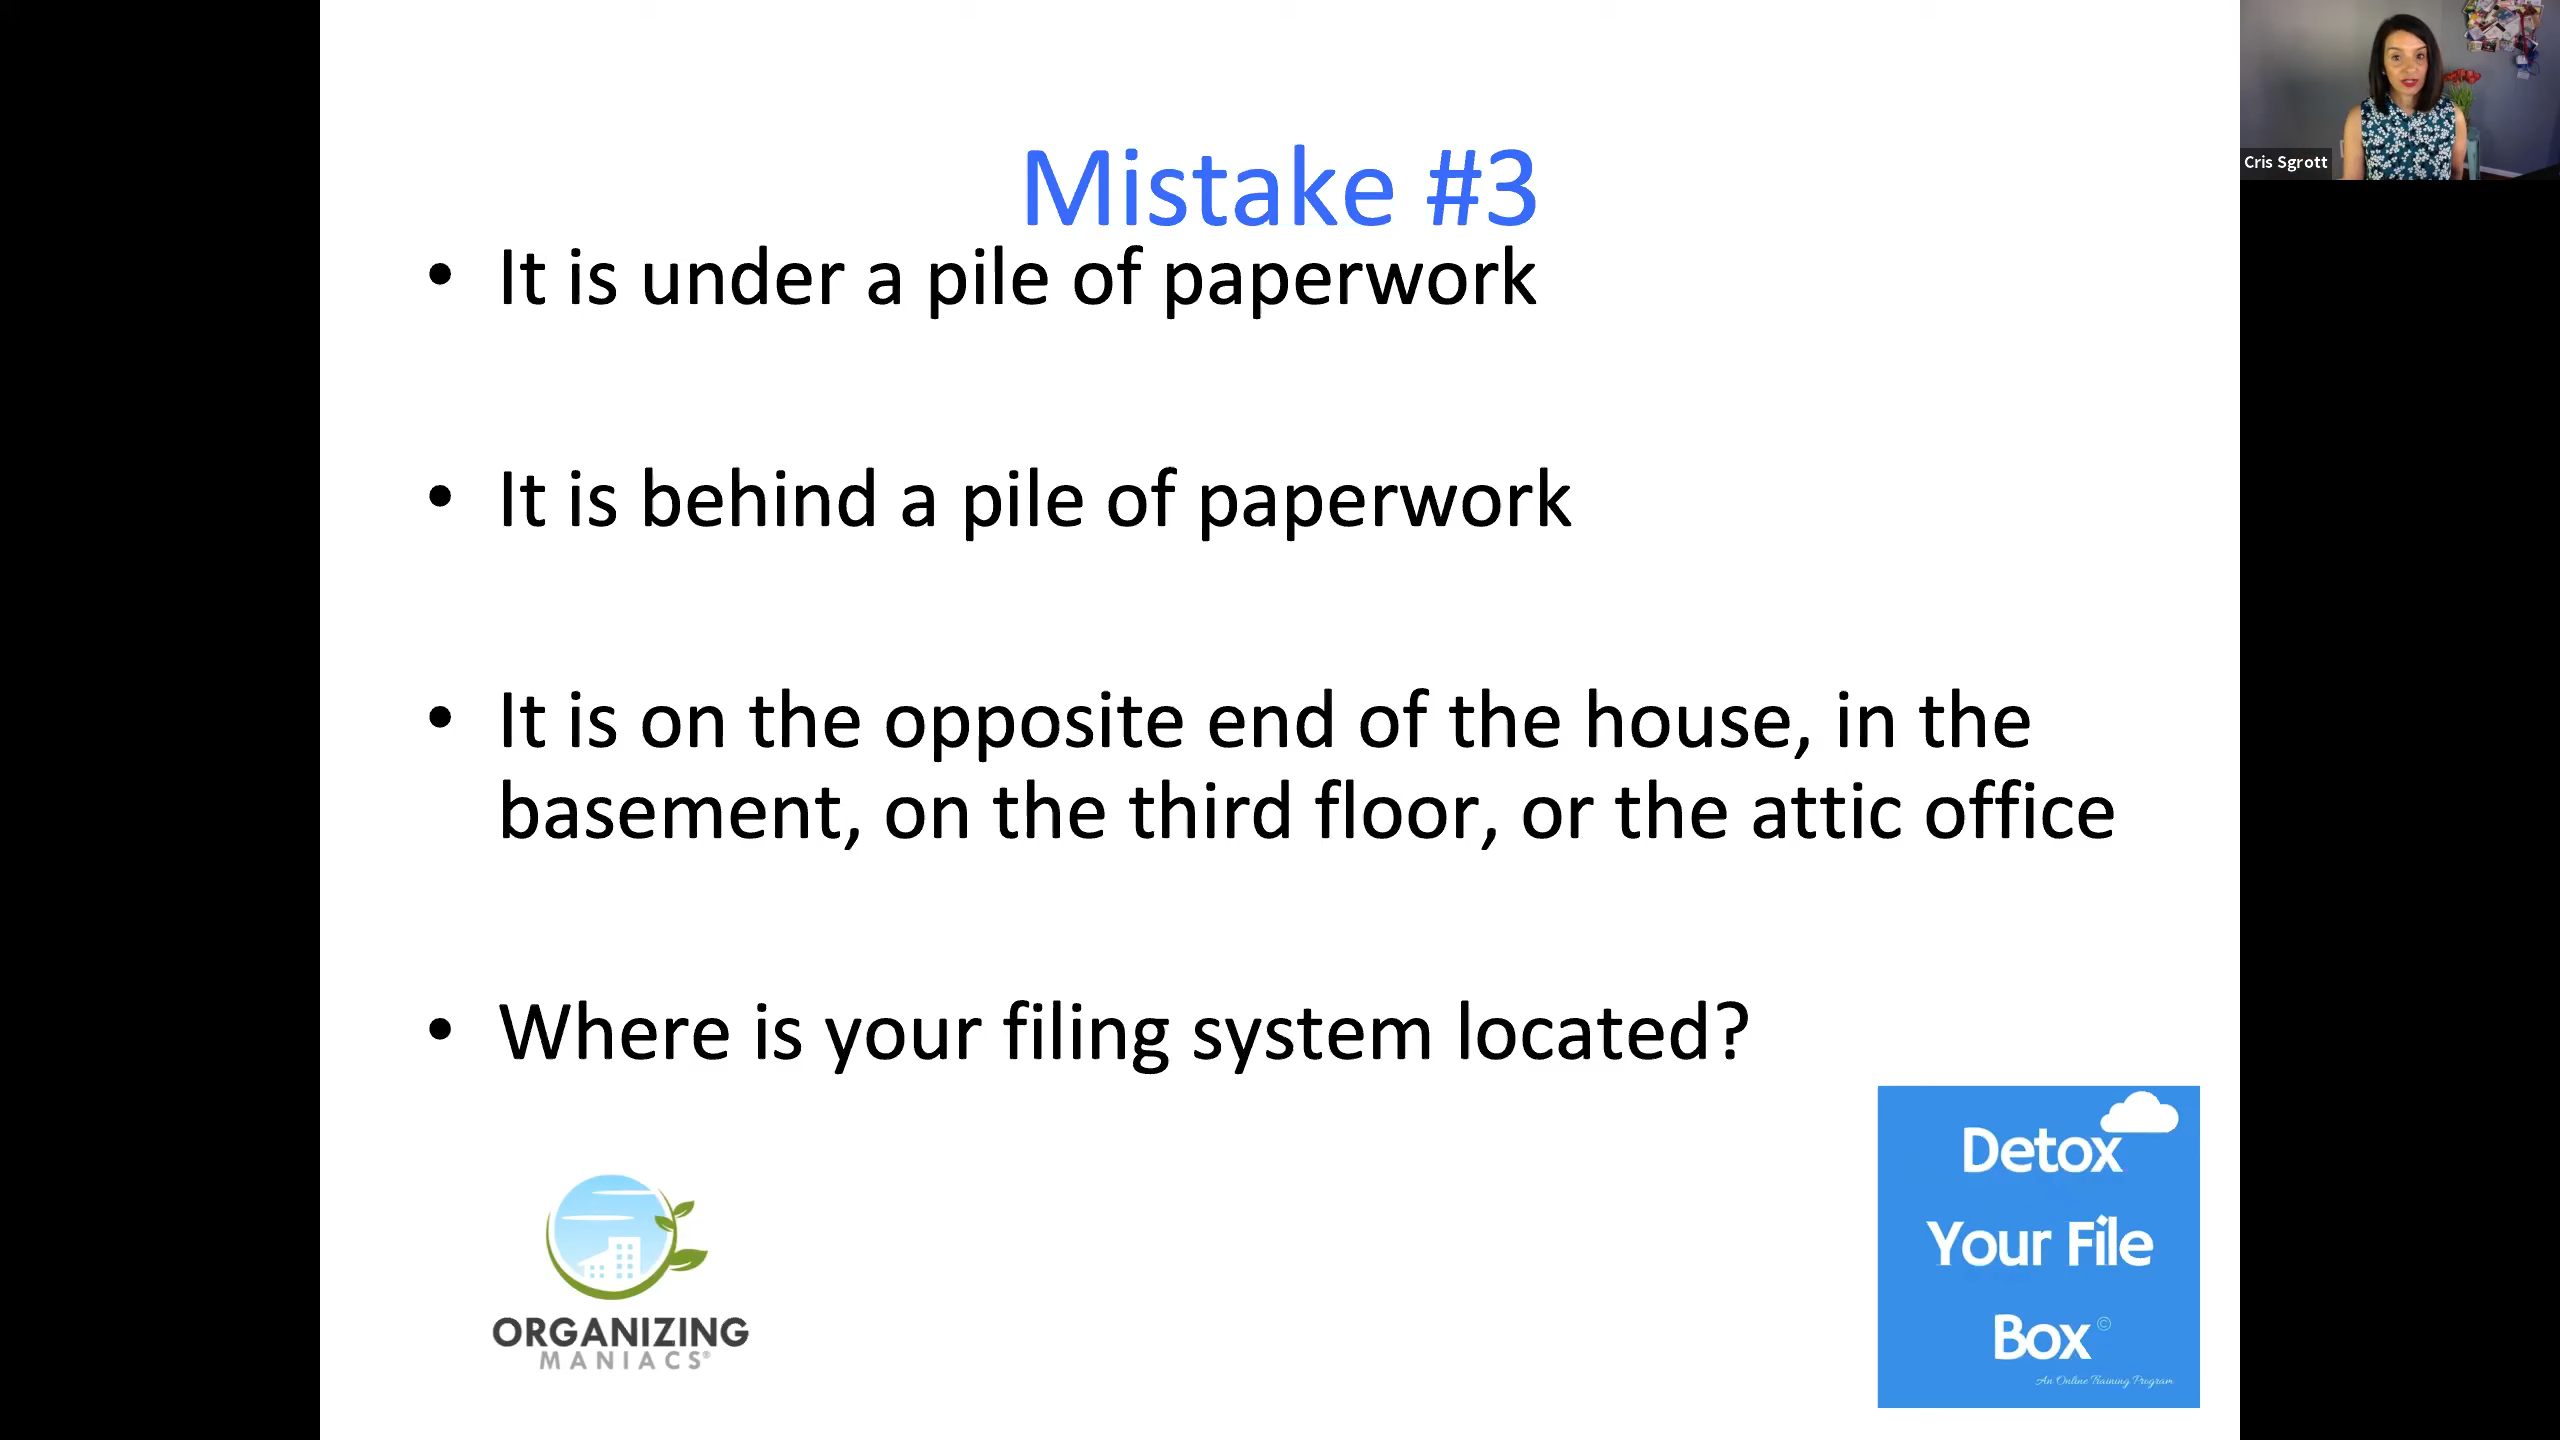 Mistake #3
• It is under a pile of paperwork
• It is behind a pile of paperwork
• It is on the opposite end of the house, in the
basement, on the third floor, or the attic office
• Where is your filing system located?
ORGANIZING
MANIACS®
Detox
Your File
Box ©
An Online Training Program
Cris Sgrott